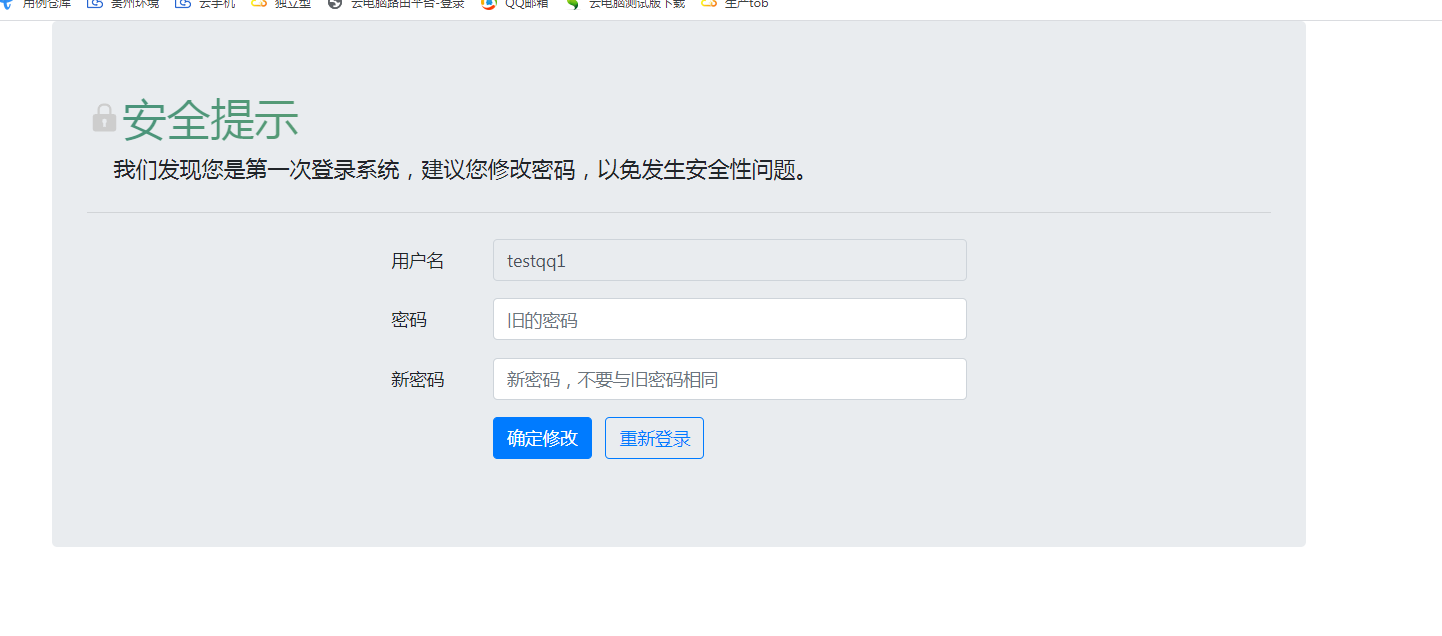 用例仓库 贵州环境 云手机 独立型 云电脑路由平台-登录 QQ邮箱 云电脑测试版下载 生产tob
安全提示
我们发现您是第一次登录系统，建议您修改密码，以免发生安全性问题。
用户名 testqq1
密码 旧的密码
新密码 新密码，不要与旧密码相同
确定修改 重新登录